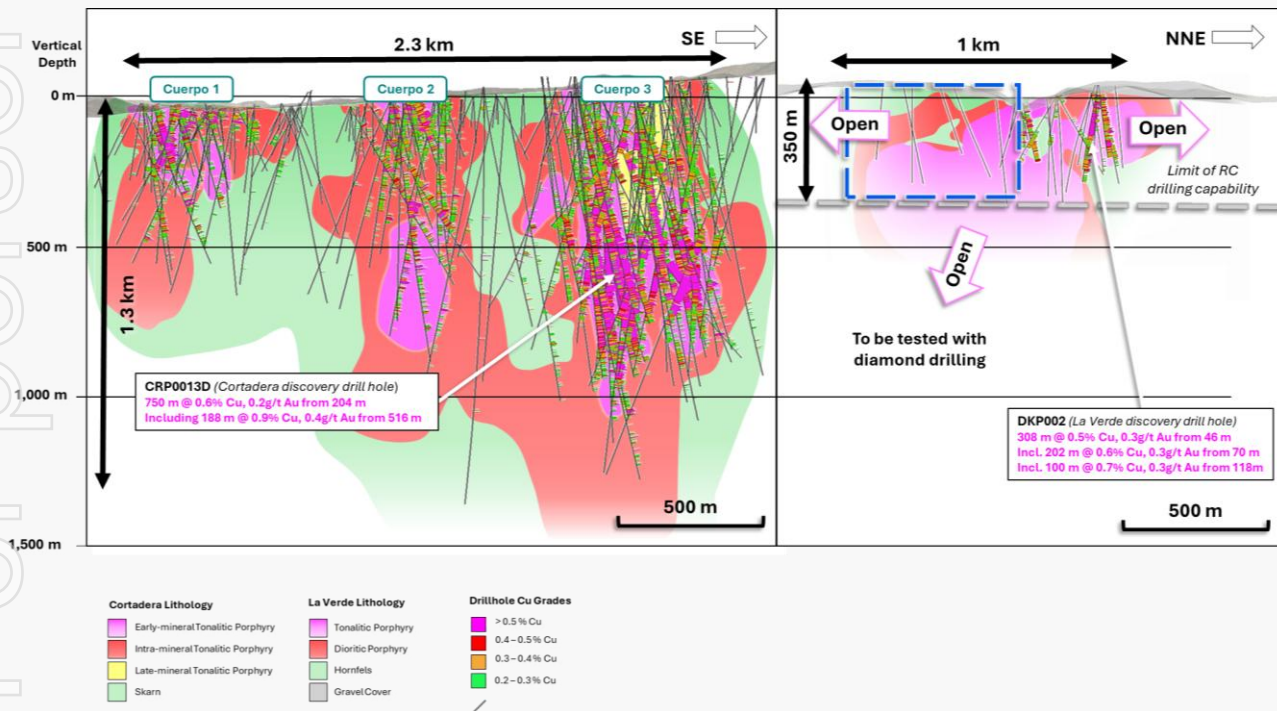 Vertical
Depth
0 m
500 m
1,000 m
1,500 m
2.3 km
SE
Cuerpo 1
Cuerpo 2
Cuerpo 3
1.3 km
CRP0013D (Cortadera discovery drill hole)
750 m @ 0.6% Cu, 0.2g/t Au from 204 m
Including 188 m @ 0.9% Cu, 0.4g/t Au from 516 m
500 m
1 km
NNE
350 m
Open
Open
Limit of RC
drilling capability
Open
To be tested with
diamond drilling
DKP002 (La Verde discovery drill hole)
308 m @ 0.5% Cu, 0.3g/t Au from 46 m
Incl. 202 m @ 0.6% Cu, 0.3g/t Au from 70 m
Incl. 100 m @ 0.7% Cu, 0.3g/t Au from 118m
500 m
Cortadera Lithology
Early-mineral Tonalitic Porphyry
Intra-mineral Tonalitic Porphyry
Late-mineral Tonalitic Porphyry
Skarn
La Verde Lithology
Tonalitic Porphyry
Dioritic Porphyry
Hornfels
Gravel Cover
Drillhole Cu Grades
>0.5% Cu
0.4–0.5% Cu
0.3–0.4% Cu
0.2–0.3% Cu